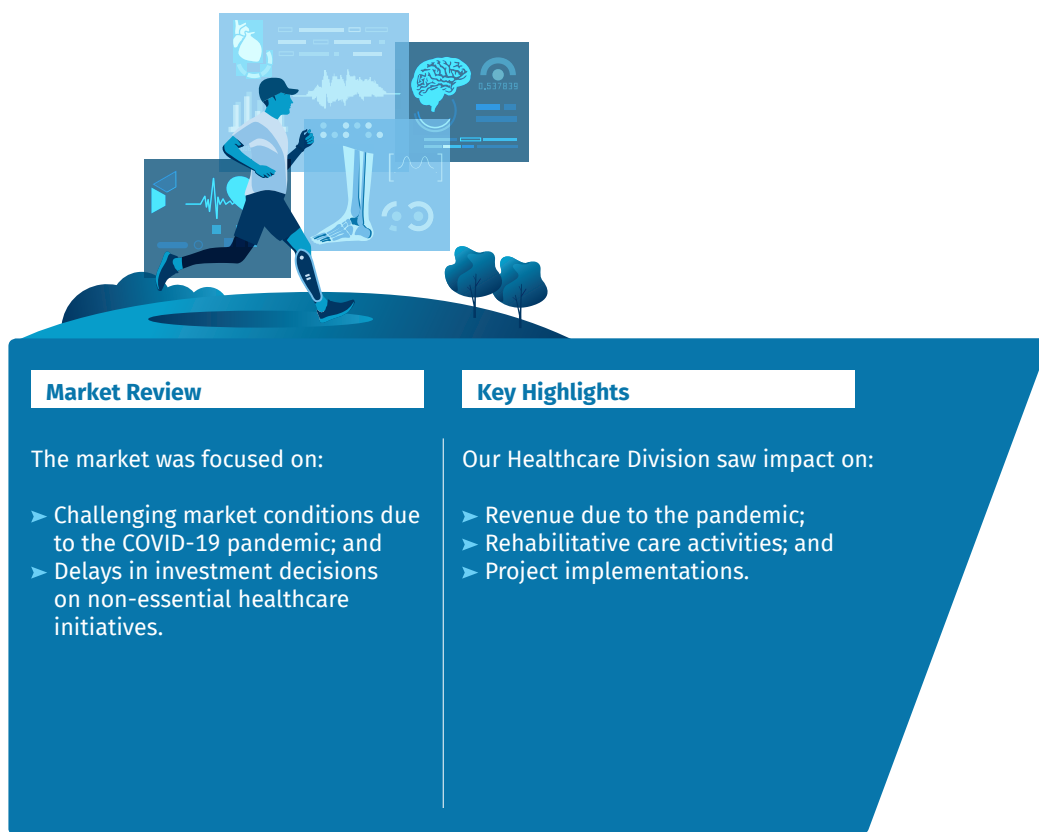 0.537835
Market Review
The market was focused on:
➤ Challenging market conditions due
to the COVID-19 pandemic; and
➤ Delays in investment decisions
on non-essential healthcare
initiatives.
Key Highlights
Our Healthcare Division saw impact on:
➤ Revenue due to the pandemic;
➤ Rehabilitative care activities; and
➤ Project implementations.